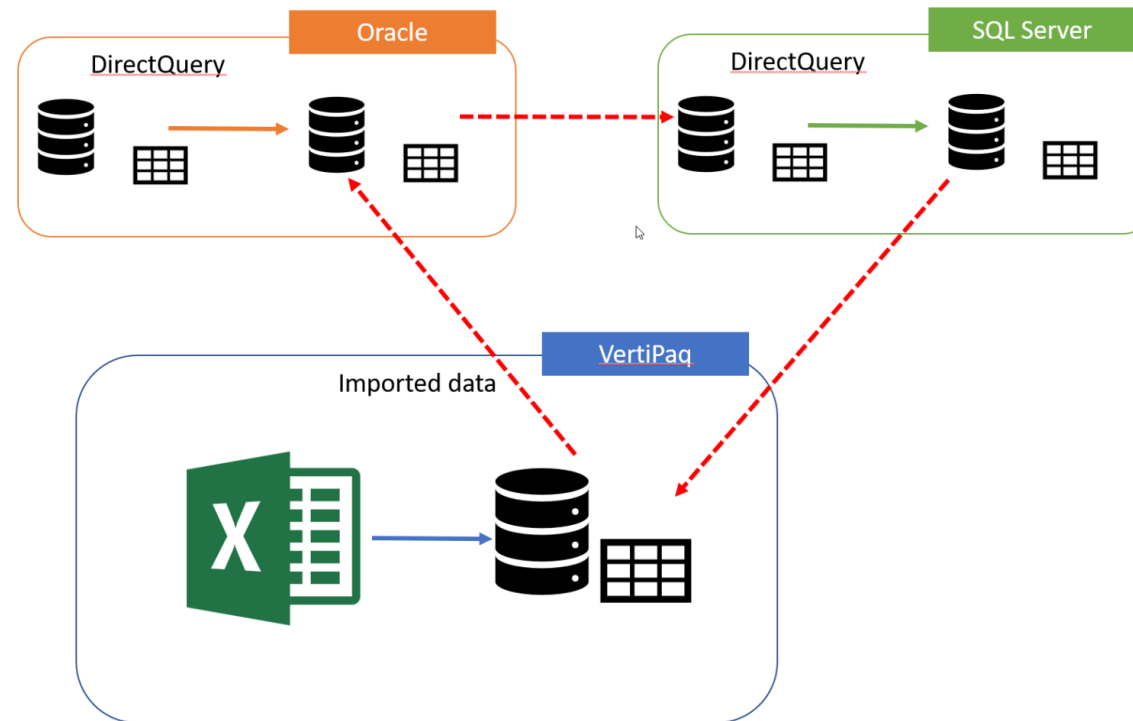 Oracle
DirectQuery
SQL Server
DirectQuery
VertiPaq
Imported data
X